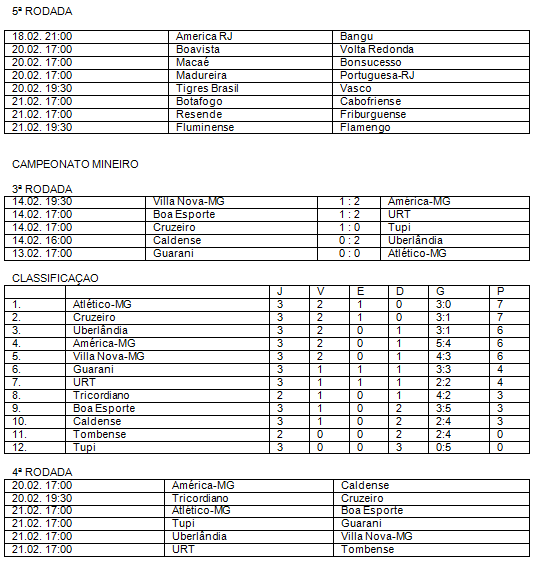 5ª RODADA
18.02. 21:00 America RJ Bangu
20.02. 17:00 Boavista Volta Redonda
20.02. 17:00 Macaé Bonsucesso
20.02. 17:00 Madureira Portuguesa-RJ
20.02. 19:30 Tigres Brasil Vasco
21.02. 17:00 Botafogo Cabofriense
21.02. 17:00 Resende Friburguense
21.02. 19:30 Fluminense Flamengo
CAMPEONATO MINEIRO
3ª RODADA
14.02. 19:30 Villa Nova-MG 1 : 2 América-MG
14.02. 17:00 Boa Esporte 1 : 2 URT
14.02. 17:00 Cruzeiro 1 : 0 Tupi
14.02. 16:00 Caldense 0 : 2 Uberlândia
13.02. 17:00 Guarani 0 : 0 Atlético-MG
CLASSIFICAÇAO
J V E D G P
1. Atlético-MG 3 2 1 0 3:0 7
2. Cruzeiro 3 2 1 0 3:1 7
3. Uberlândia 3 2 0 1 3:1 6
4. América-MG 3 2 0 1 5:4 6
5. Villa Nova-MG 3 2 0 1 4:3 6
6. Guarani 3 1 1 1 3:3 4
7. URT 3 1 1 1 2:2 4
8. Tricordiano 2 1 0 1 4:2 3
9. Boa Esporte 3 1 0 2 3:5 3
10. Caldense 3 1 0 2 2:4 3
11. Tombense 2 0 0 2 2:4 0
12. Tupi 3 0 0 3 0:5 0
4ª RODADA
20.02. 17:00 América-MG Caldense
20.02. 19:30 Tricordiano Cruzeiro
21.02. 17:00 Atlético-MG Boa Esporte
21.02. 17:00 Tupi Guarani
21.02. 17:00 Uberlândia Villa Nova-MG
21.02. 17:00 URT Tombense